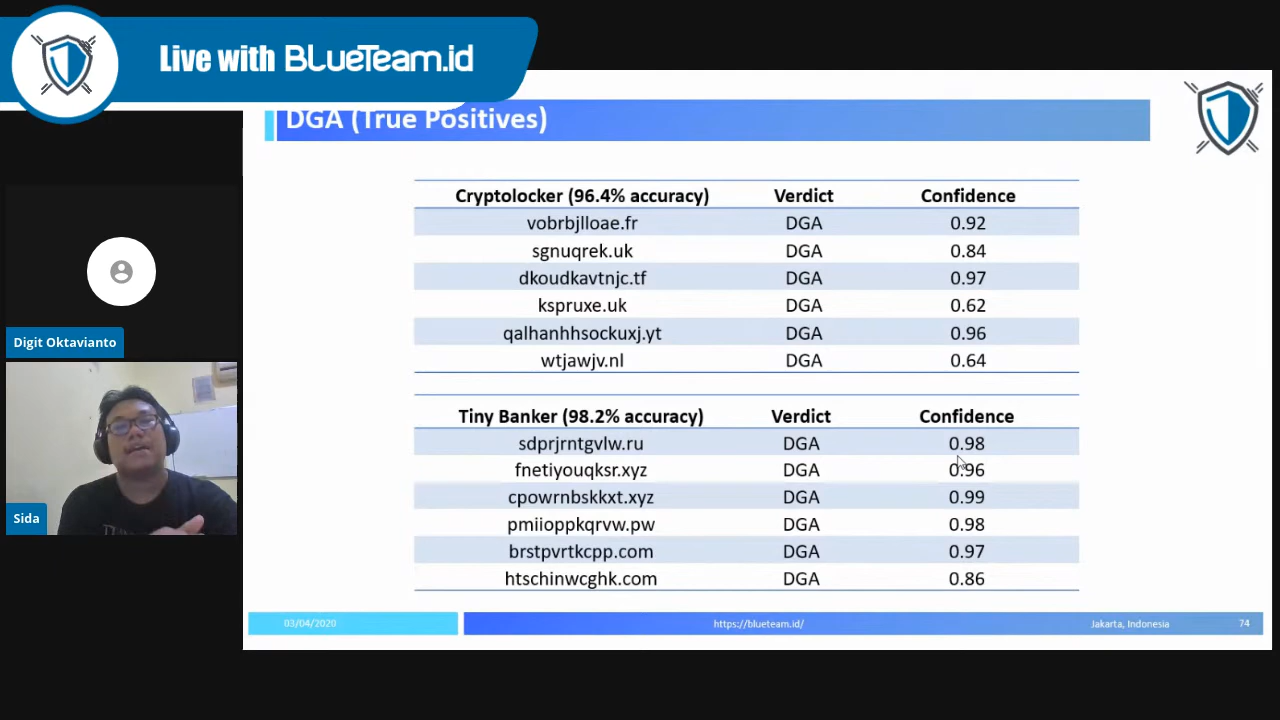 Live with BLUeTeam.id
DGA (True Positives)
Cryptolocker (96.4% accuracy) Verdict Confidence
vobrbjlloae.fr DGA 0.92
sgnuqrek.uk DGA 0.84
dkoudkavtnjc.tf DGA 0.97
kspruxe.uk DGA 0.62
qalhanhhsockuxj.yt DGA 0.96
wtjawjv.nl DGA 0.64
Tiny Banker (98.2% accuracy) Verdict Confidence
sdprjrntgvlw.ru DGA 0.98
fnetiyouqksr.xyz DGA 0.96
cpowrnbskkxt.xyz DGA 0.99
pmiioppkqrvw.pw DGA 0.98
brstpvrtkcpp.com DGA 0.97
htschinwcghk.com DGA 0.86
Digit Oktavianto
Sida
03/04/2020 https://blueteam.id/ Jakarta, Indonesia 74